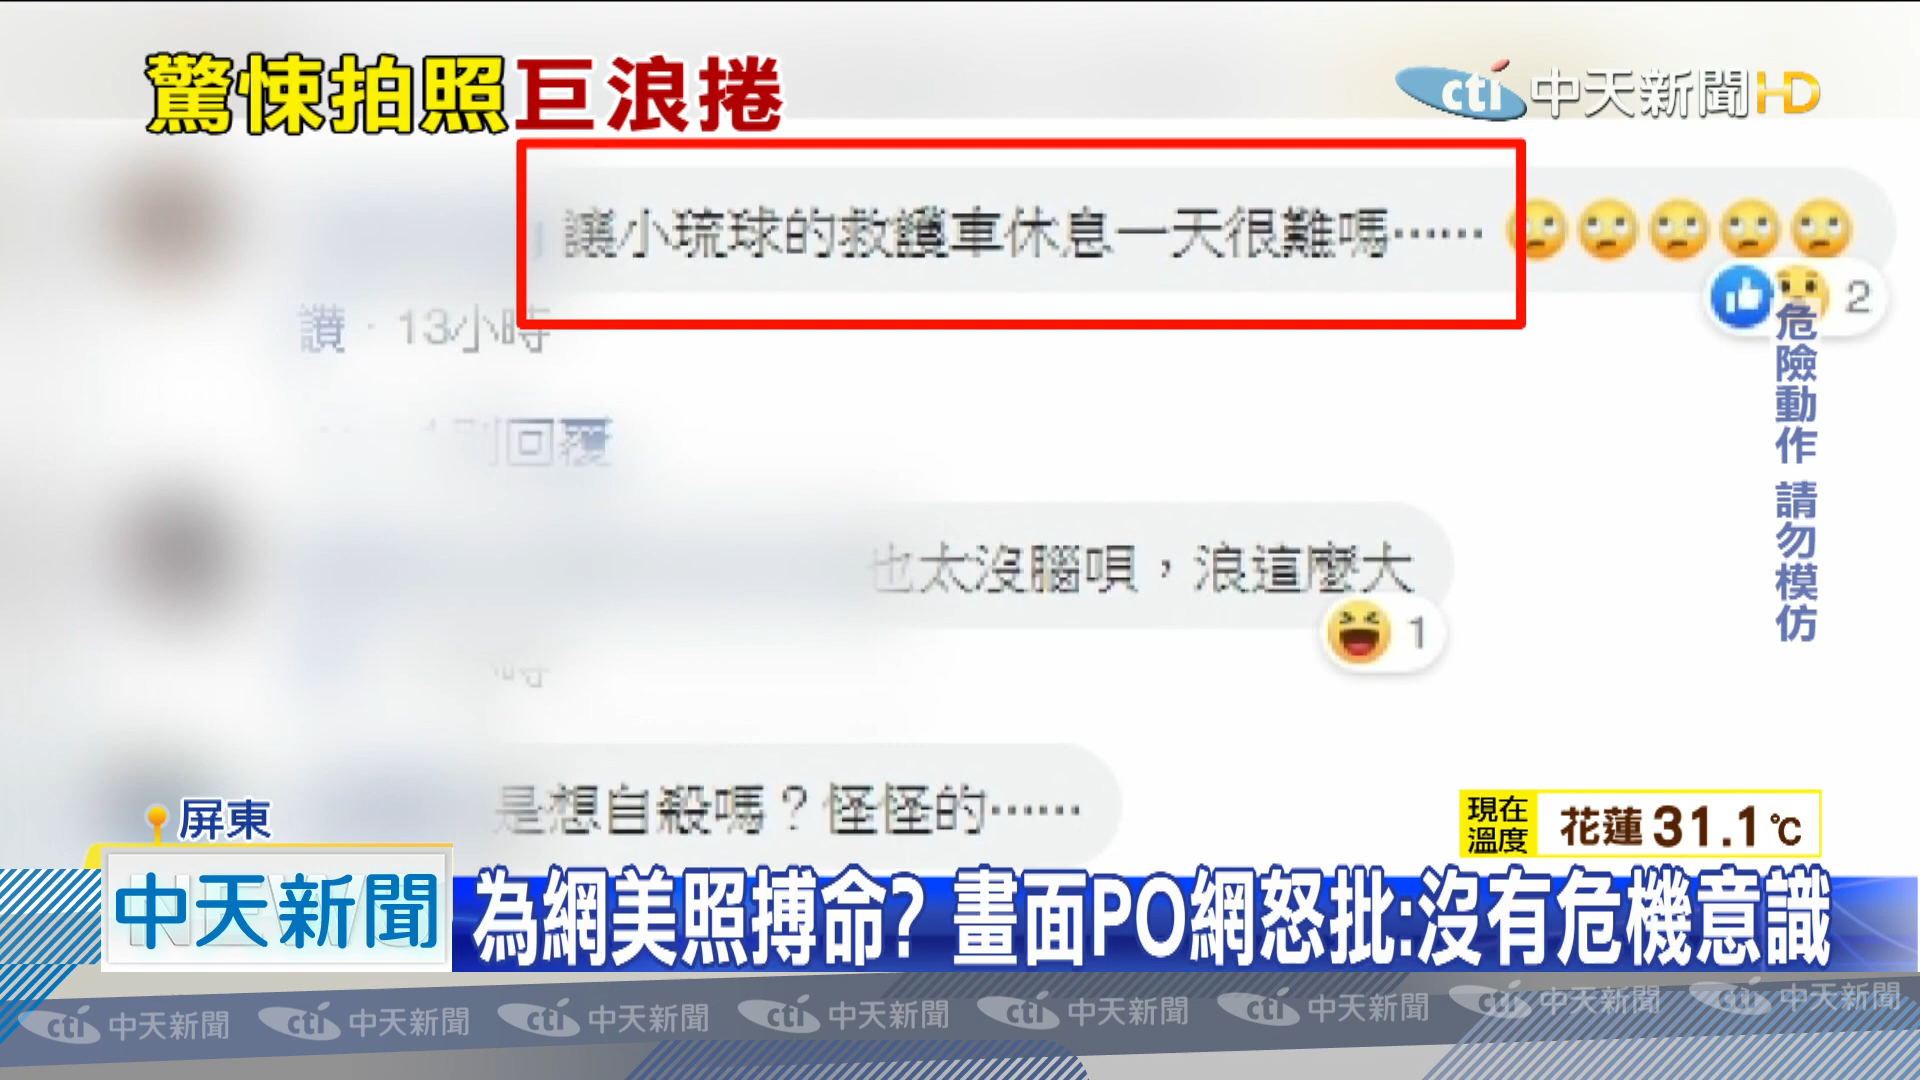 驚悚拍照巨浪捲
cti 中天新聞HD
讓小琉球的救護車休息一天很難嗎……
2
讚 · 13小時
回覆
也太沒腦唄，浪這麼大
1
時
是想自殺嗎？怪怪的……
危險動作 請勿模仿
屏東
現在溫度 花蓮 31.1℃
中天新聞
為網美照搏命? 畫面PO網怒批:沒有危機意識
cti 中天新聞 cti 中天新聞 cti 中天新聞 cti 中天新聞 cti 中天新聞 cti 中天新聞 cti 中天新聞 cti 中天新聞